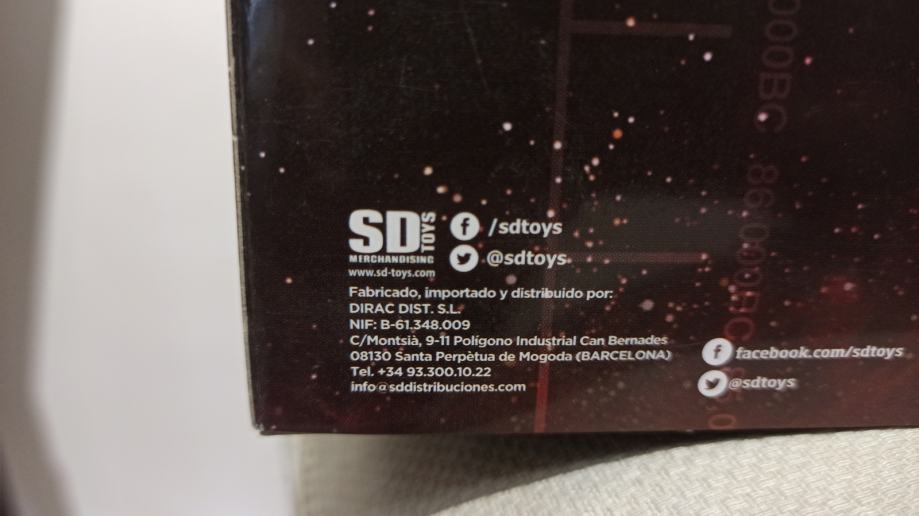 SD TOYS
MERCHANDISING
www.sd-toys.com
/sdtoys
@sdtoys
Fabricado, importado y distribuido por:
DIRAC DIST. S.L.
NIF: B-61.348.009
C/Montsià, 9-11 Polígono Industrial Can Bernades
08130 Santa Perpètua de Mogoda (BARCELONA)
Tel. +34 93.300.10.22
info@sddistribuciones.com
facebook.com/sdtoys
@sdtoys